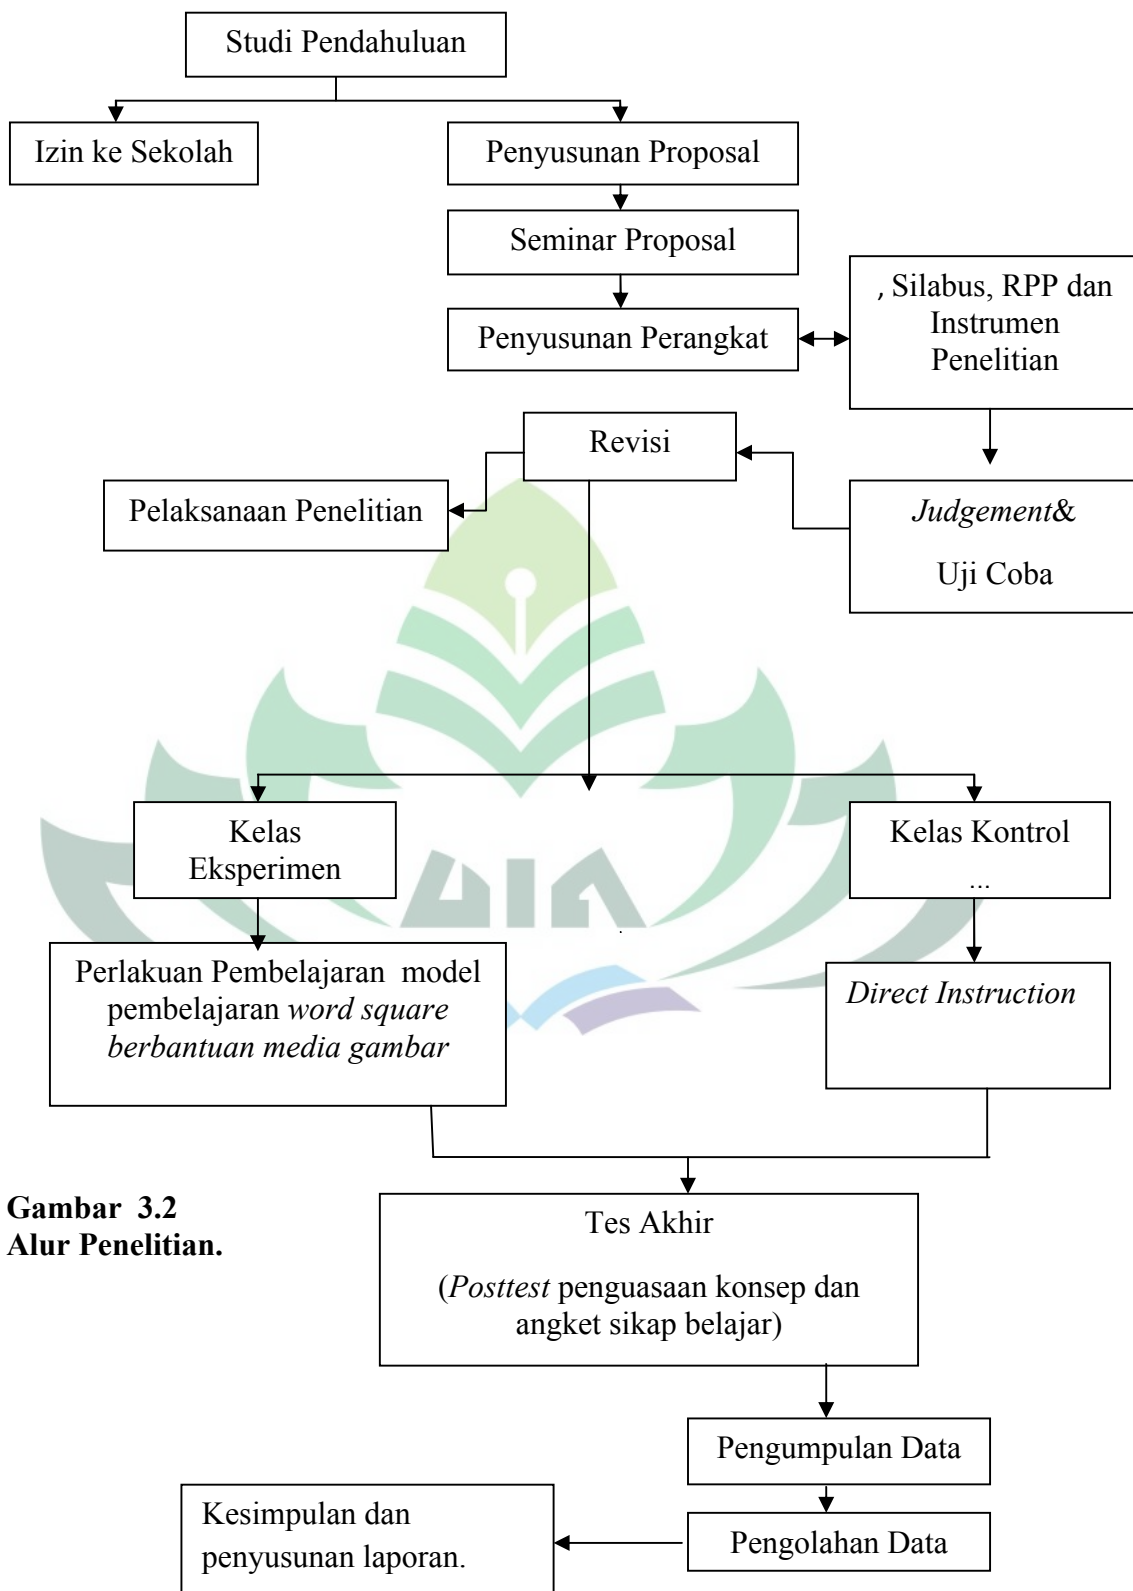 Studi Pendahuluan
Izin ke Sekolah
Penyusunan Proposal
Seminar Proposal
, Silabus, RPP dan
Instrumen
Penelitian
Penyusunan Perangkat
Revisi
Pelaksanaan Penelitian
Judgement&
Uji Coba
Kelas
Eksperimen
Kelas Kontrol
...
UIN
.
Perlakuan Pembelajaran  model
pembelajaran word square
berbantuan media gambar
Direct Instruction
Gambar  3.2
Alur Penelitian.
Tes Akhir
(Posttest penguasaan konsep dan
angket sikap belajar)
Pengumpulan Data
Pengolahan Data
Kesimpulan dan
penyusunan laporan.